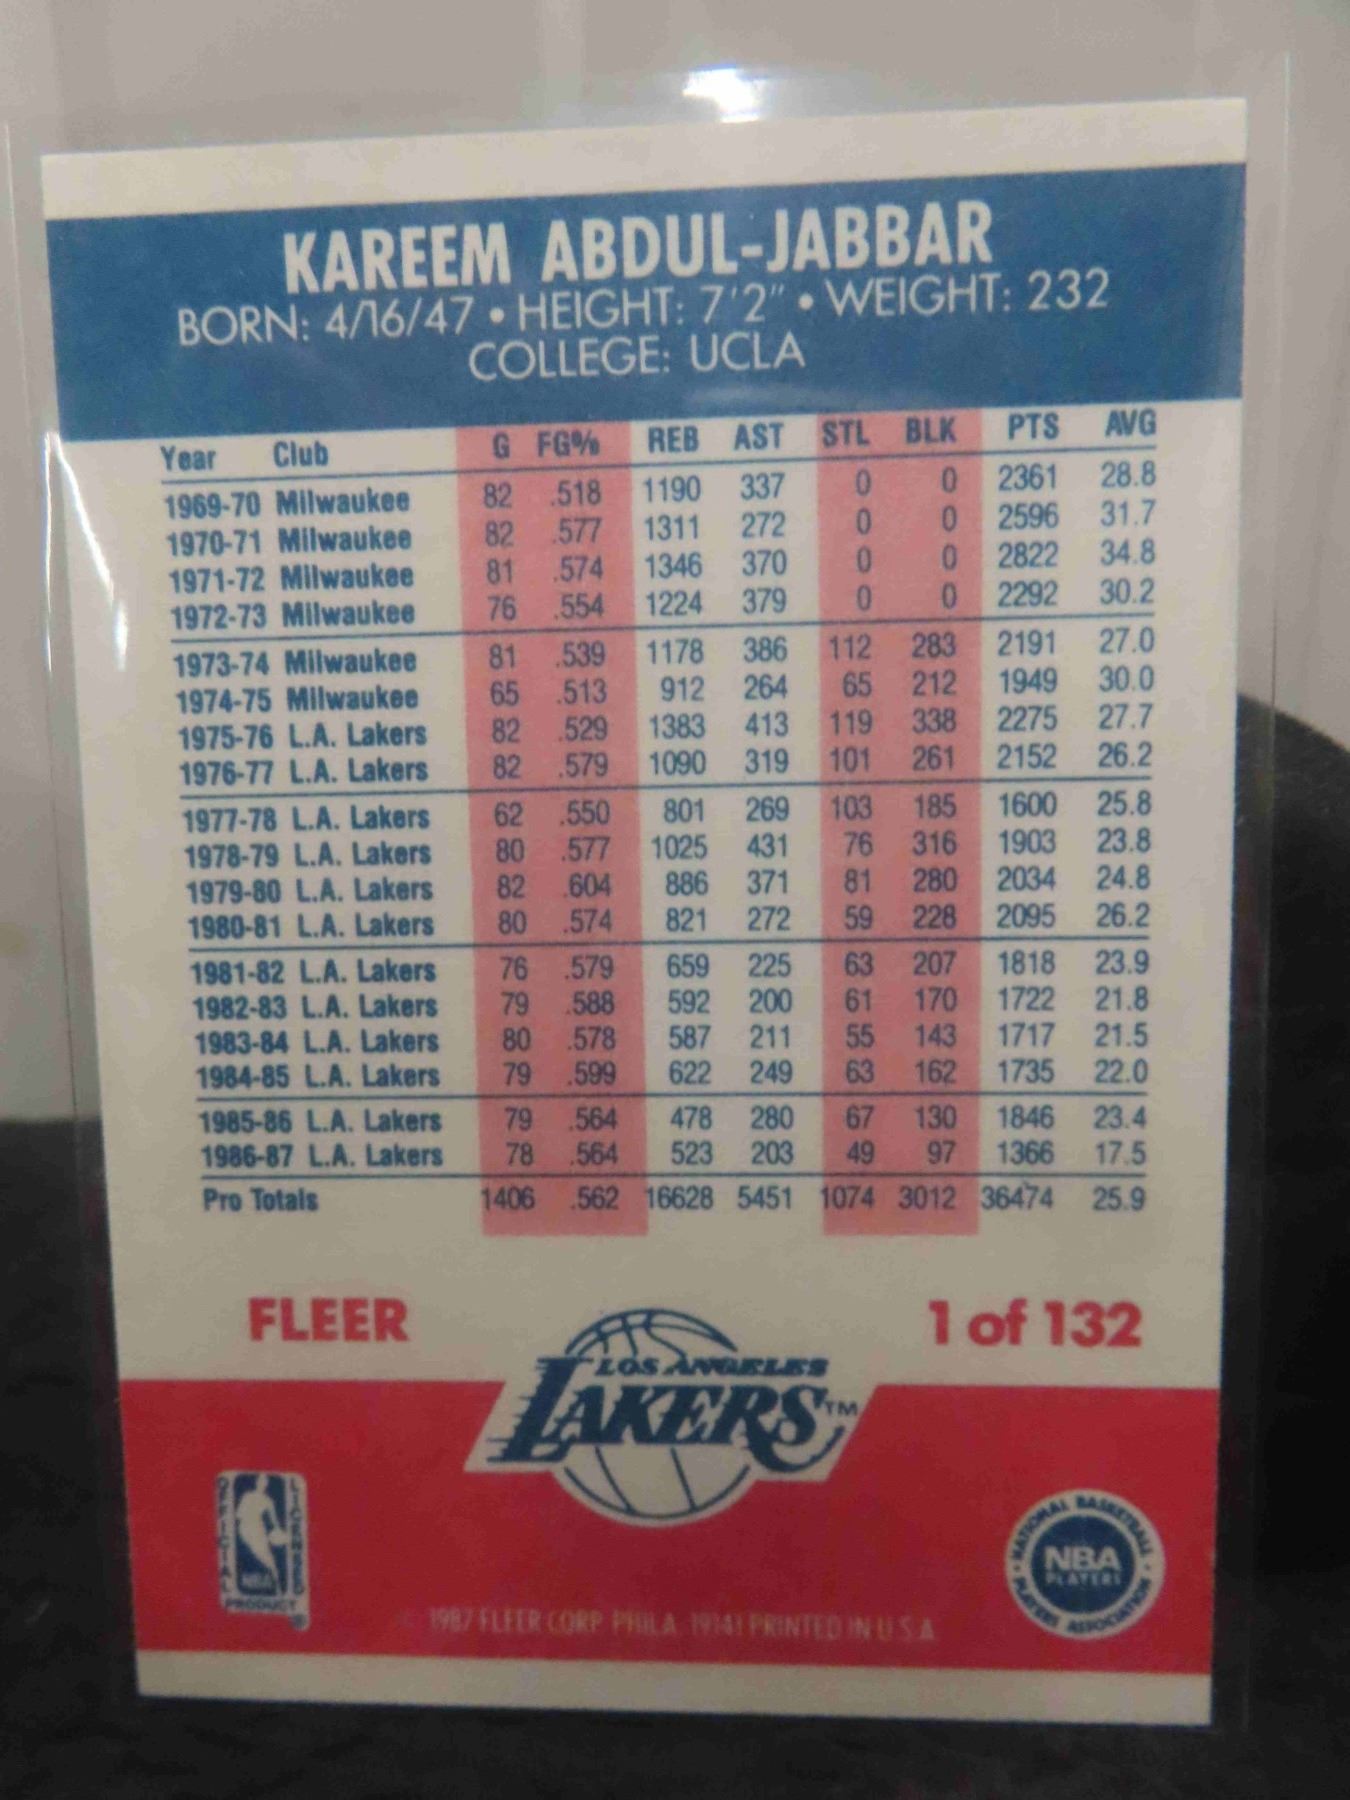 KAREEM ABDUL-JABBAR
BORN: 4/16/47 • HEIGHT: 7'2" • WEIGHT: 232
COLLEGE: UCLA
Year Club G FG% REB AST STL BLK PTS AVG
1969-70 Milwaukee 82 .518 1190 337 0 0 2361 28.8
1970-71 Milwaukee 82 .577 1311 272 0 0 2596 31.7
1971-72 Milwaukee 81 .574 1346 370 0 0 2822 34.8
1972-73 Milwaukee 76 .554 1224 379 0 0 2292 30.2
1973-74 Milwaukee 81 .539 1178 386 112 283 2191 27.0
1974-75 Milwaukee 65 .513 912 264 65 212 1949 30.0
1975-76 L.A. Lakers 82 .529 1383 413 119 338 2275 27.7
1976-77 L.A. Lakers 82 .579 1090 319 101 261 2152 26.2
1977-78 L.A. Lakers 62 .550 801 269 103 185 1600 25.8
1978-79 L.A. Lakers 80 .577 1025 431 76 316 1903 23.8
1979-80 L.A. Lakers 82 .604 886 371 81 280 2034 24.8
1980-81 L.A. Lakers 80 .574 821 272 59 228 2095 26.2
1981-82 L.A. Lakers 76 .579 659 225 63 207 1818 23.9
1982-83 L.A. Lakers 79 .588 592 200 61 170 1722 21.8
1983-84 L.A. Lakers 80 .578 587 211 55 143 1717 21.5
1984-85 L.A. Lakers 79 .599 622 249 63 162 1735 22.0
1985-86 L.A. Lakers 79 .564 478 280 67 130 1846 23.4
1986-87 L.A. Lakers 78 .564 523 203 49 97 1366 17.5
Pro Totals 1406 .562 16628 5451 1074 3012 36474 25.9
FLEER
1 of 132
LOS ANGELES
LAKERS™
OFFICIAL LICENSED
NBA
PRODUCT
NATIONAL BASKETBALL
NBA
PLAYERS
PLAYERS ASSOCIATION
© 1987 FLEER CORP. PHILA. 19141 PRINTED IN U.S.A.